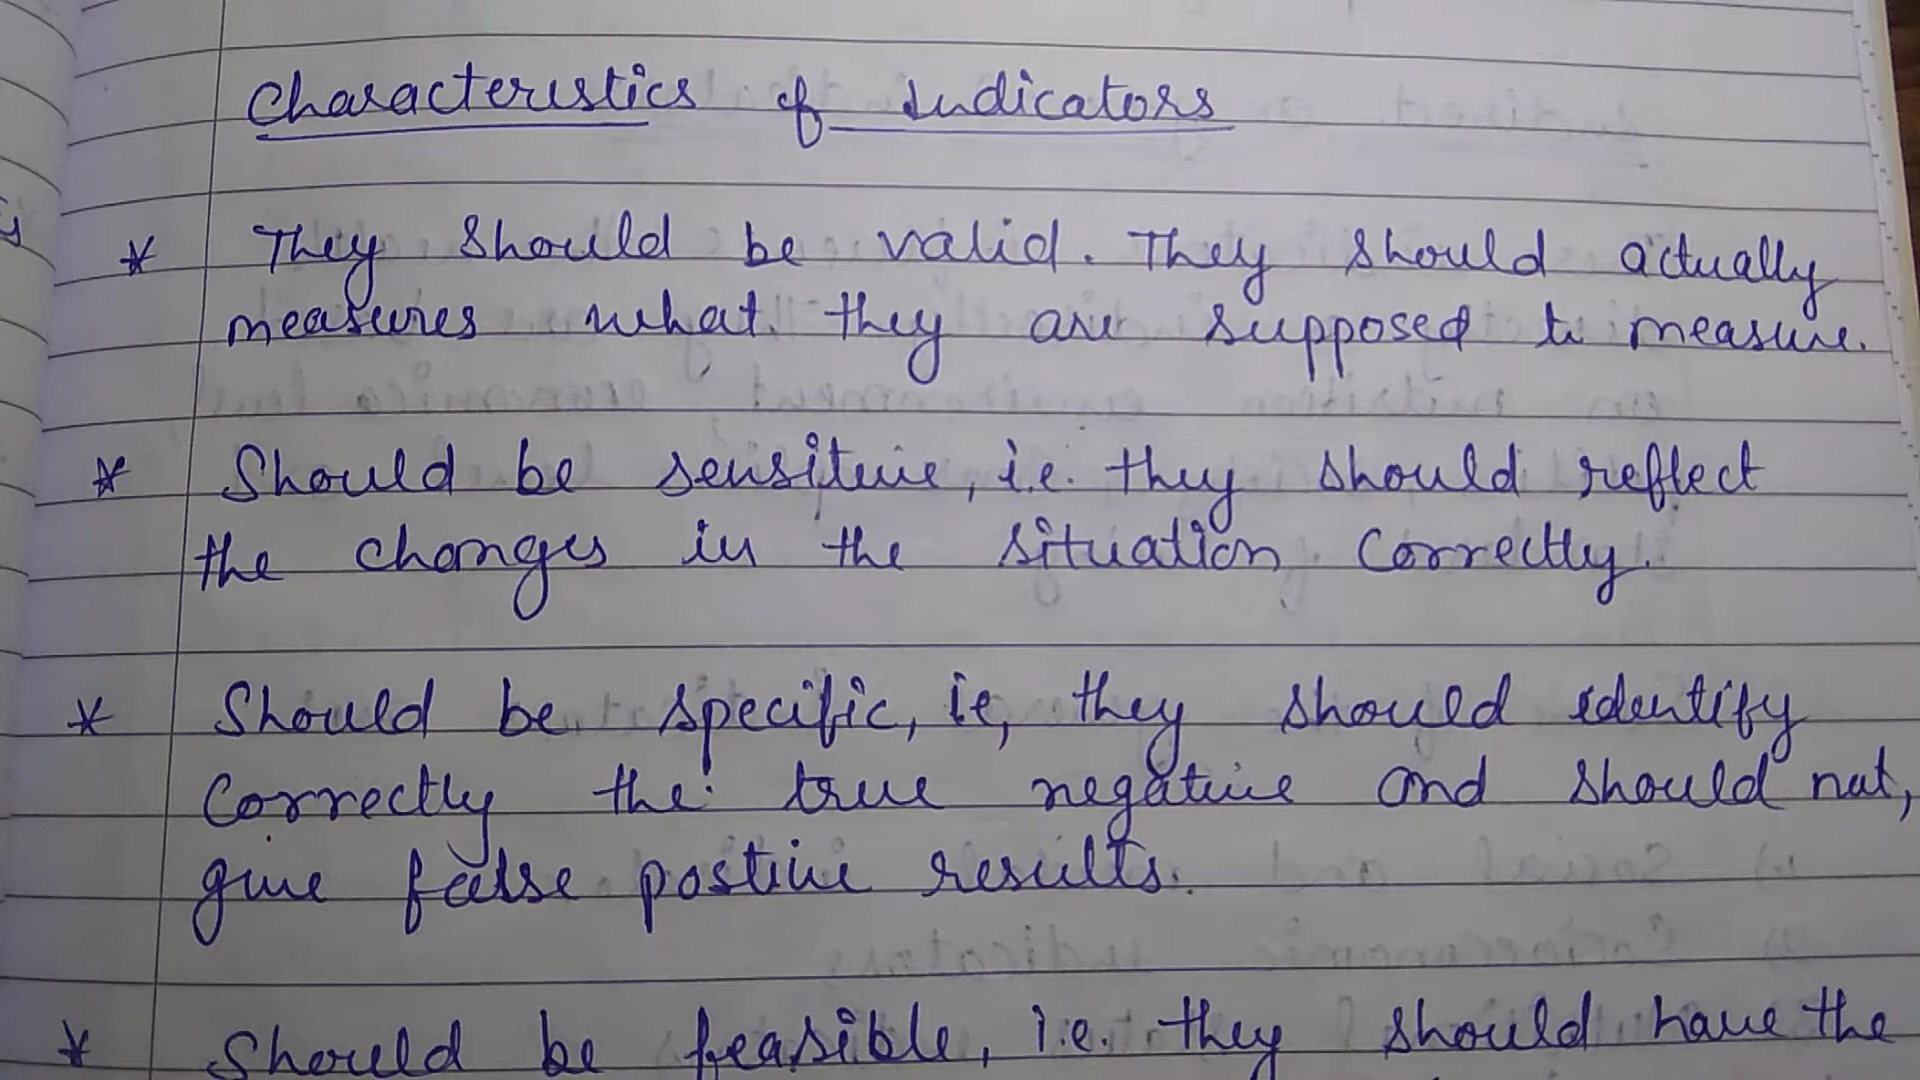 Characteristics of Indicators
* They should be valid. They should actually
measures what they are supposed to measure.
* Should be sensitive, i.e. they should reflect
the changes in the situation correctly.
* Should be specific, ie, they should identify
correctly the true negative and should not,
give false postive results.
* Should be feasible, i.e. they should have the